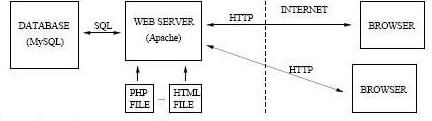 DATABASE
(MySQL)
SQL
WEB SERVER
(Apache)
HTTP
INTERNET
BROWSER
HTTP
BROWSER
PHP
FILE
...
HTML
FILE